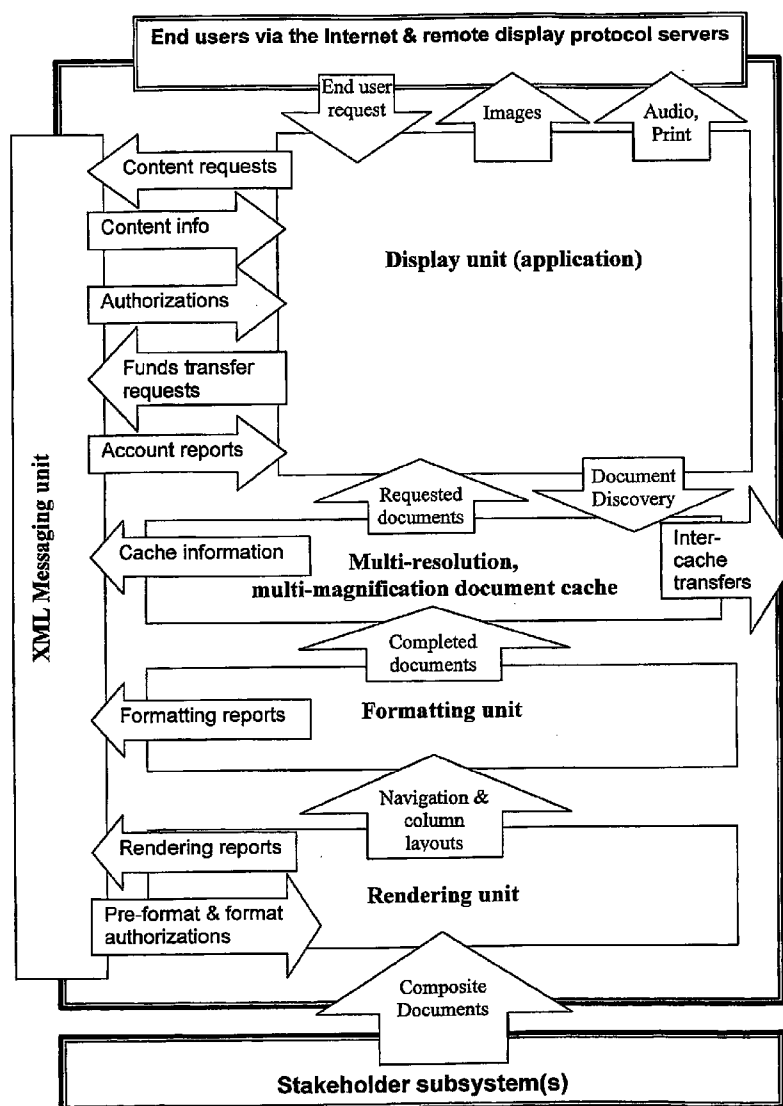 End users via the Internet & remote display protocol servers
End user
request
Images
Audio,
Print
Content requests
Content info
Authorizations
Funds transfer
requests
Account reports
XML Messaging unit
Display unit (application)
Requested
documents
Document
Discovery
Cache information
Multi-resolution,
multi-magnification document cache
Inter-
cache
transfers
Completed
documents
Formatting reports
Formatting unit
Navigation &
column
layouts
Rendering reports
Rendering unit
Pre-format & format
authorizations
Composite
Documents
Stakeholder subsystem(s)